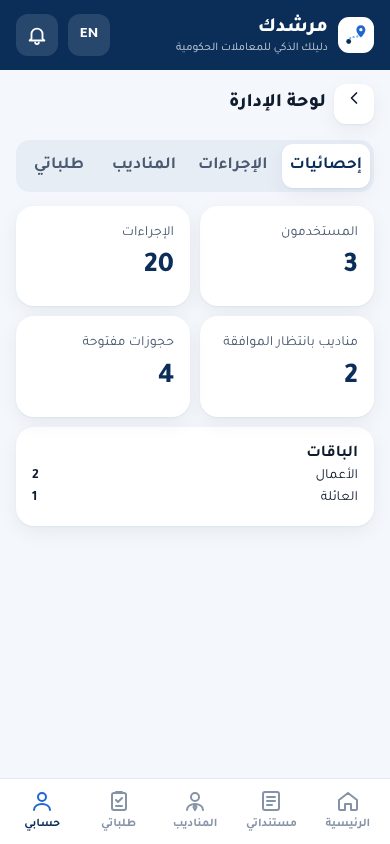 مرشدك
دليلك الذكي للمعاملات الحكومية
EN
لوحة الإدارة
إحصائيات
الإجراءات
المناديب
طلباتي
المستخدمون
3
الإجراءات
20
مناديب بانتظار الموافقة
2
حجوزات مفتوحة
4
الباقات
الأعمال 2
العائلة 1
الرئيسية
مستنداتي
المناديب
طلباتي
حسابي